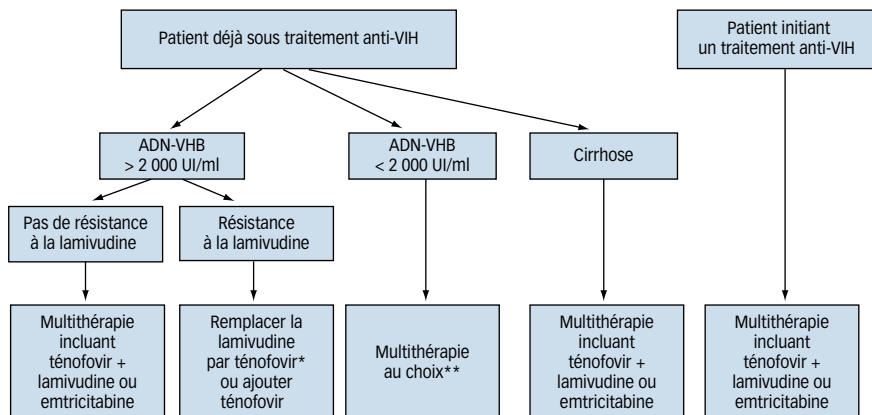 Patient déjà sous traitement anti-VIH
Patient initiant
un traitement anti-VIH
ADN-VHB
> 2 000 UI/ml
ADN-VHB
< 2 000 UI/ml
Cirrhose
Pas de résistance
à la lamivudine
Résistance
à la lamivudine
Multithérapie
incluant
ténofovir +
lamivudine ou
emtricitabine
Remplacer la
lamivudine
par ténofovir*
ou ajouter
ténofovir
Multithérapie
au choix**
Multithérapie
incluant
ténofovir +
lamivudine ou
emtricitabine
Multithérapie
incluant
ténofovir +
lamivudine ou
emtricitabine